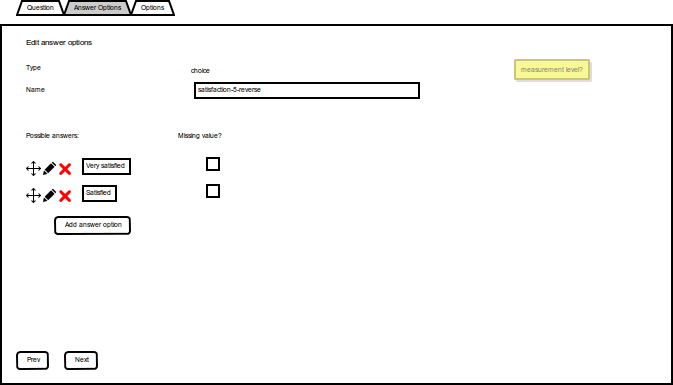 Question Answer Options Options
Edit answer options
Type choice measurement level?
Name satisfaction-5-reverse
Possible answers: Missing value?
Very satisfied
Satisfied
Add answer option
Prev Next